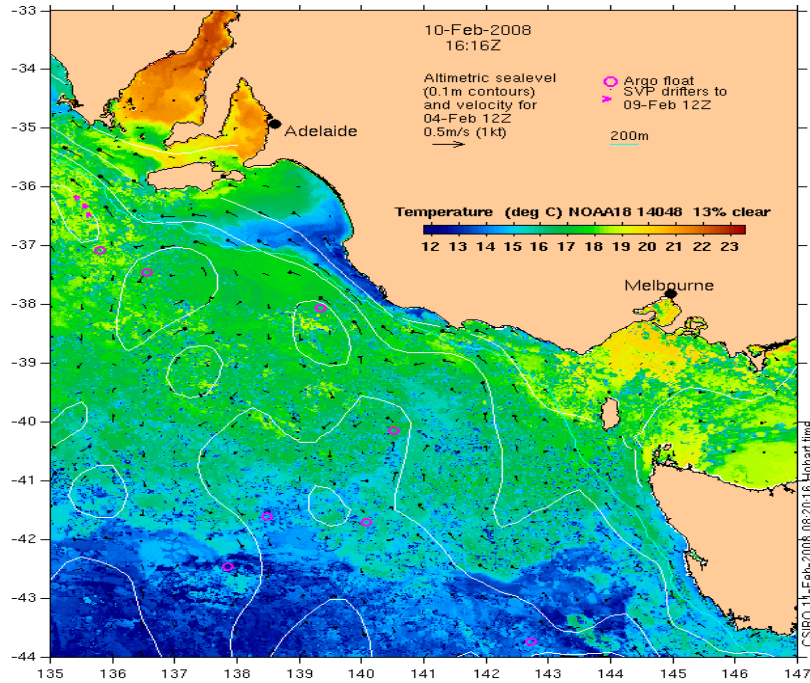 10-Feb-2008
16:16Z
Altimetric sealevel
(0.1m contours)
and velocity for
04-Feb 12Z
0.5m/s (1kt)
Argo float
SVP drifters to
09-Feb 12Z
200m
Adelaide
Temperature (deg C) NOAA18 14048 13% clear
12 13 14 15 16 17 18 19 20 21 22 23
Melbourne
-33
-34
-35
-36
-37
-38
-39
-40
-41
-42
-43
-44
135 136 137 138 139 140 141 142 143 144 145 146 147
CSIRO 11-Feb-2008 08:20:16 Hobart time